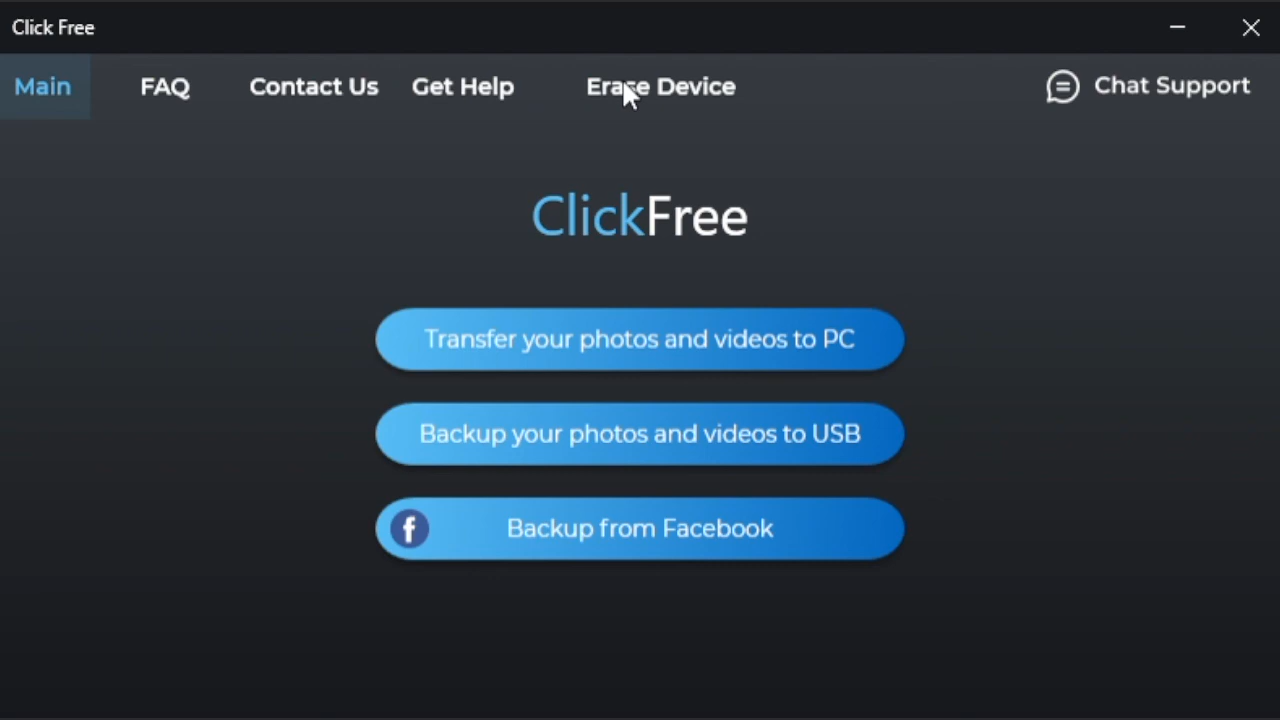 Click Free
Main FAQ Contact Us Get Help Erase Device Chat Support
ClickFree
Transfer your photos and videos to PC
Backup your photos and videos to USB
f Backup from Facebook